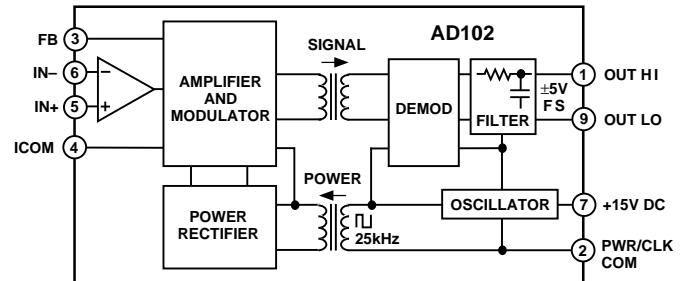 AD102
FB 3
IN– 6
IN+ 5
ICOM 4
–
+
AMPLIFIER
AND
MODULATOR
SIGNAL
DEMOD
±5V
F S
FILTER
1 OUT HI
9 OUT LO
POWER
RECTIFIER
POWER
25kHz
OSCILLATOR
7 +15V DC
2 PWR/CLK
COM